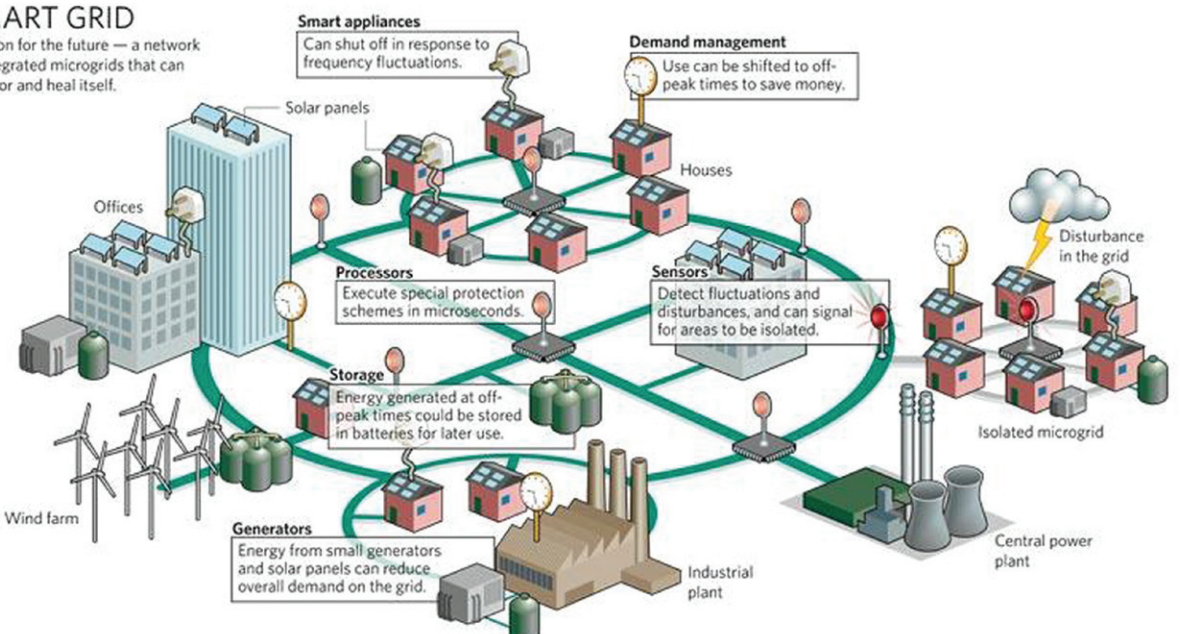 ART GRID
on for the future — a network
egrated microgrids that can
or and heal itself.
Smart appliances
Can shut off in response to
frequency fluctuations.
Demand management
Use can be shifted to off-
peak times to save money.
Solar panels
Houses
Offices
Disturbance
in the grid
Processors
Execute special protection
schemes in microseconds.
Sensors
Detect fluctuations and
disturbances, and can signal
for areas to be isolated.
Storage
Energy generated at off-
peak times could be stored
in batteries for later use.
Isolated microgrid
Wind farm
Generators
Energy from small generators
and solar panels can reduce
overall demand on the grid.
Central power
plant
Industrial
plant